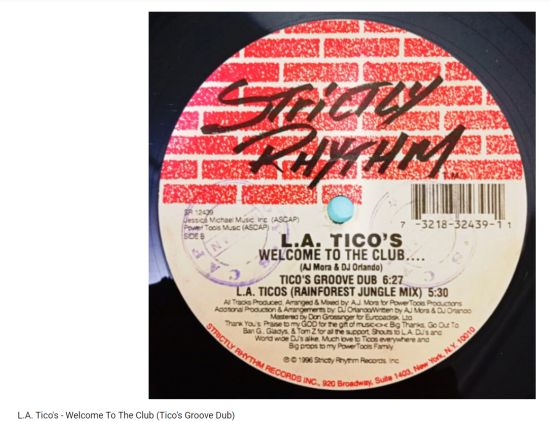 STRICTLY
RHYTHM
TM
SR 12439
Jessica Michael Music, Inc. (ASCAP)
Power Tools Music (ASCAP)
SIDE B
7 -3218-32439-1 1
L.A. TICO'S
WELCOME TO THE CLUB....
(AJ Mora & DJ Orlando)
TICO'S GROOVE DUB 6:27
L.A. TICOS (RAINFOREST JUNGLE MIX) 5:30
All Tracks Produced, Arranged & Mixed by: A.J. Mora for PowerTools Productions
Additional Production & Arrangements by: DJ Orlando/Written by AJ Mora & DJ Orlando
Mastered by Don Grossinger for Europadisk, Ltd
Thank You's: Praise to my GOD for the gift of music<>< Big Thanks, Go Out To
Ban G., Gladys, & Tom Z for all the support. Shouts to L.A. DJ's and
World wide DJ's alike. Much love to Ticos everywhere and
Big props to my PowerTools Family
℗ © 1996 Strictly Rhythm Records, Inc.
STRICTLY RHYTHM RECORDS INC., 920 Broadway, Suite 1403, New York, N.Y. 10010
L.A. Tico's - Welcome To The Club (Tico's Groove Dub)